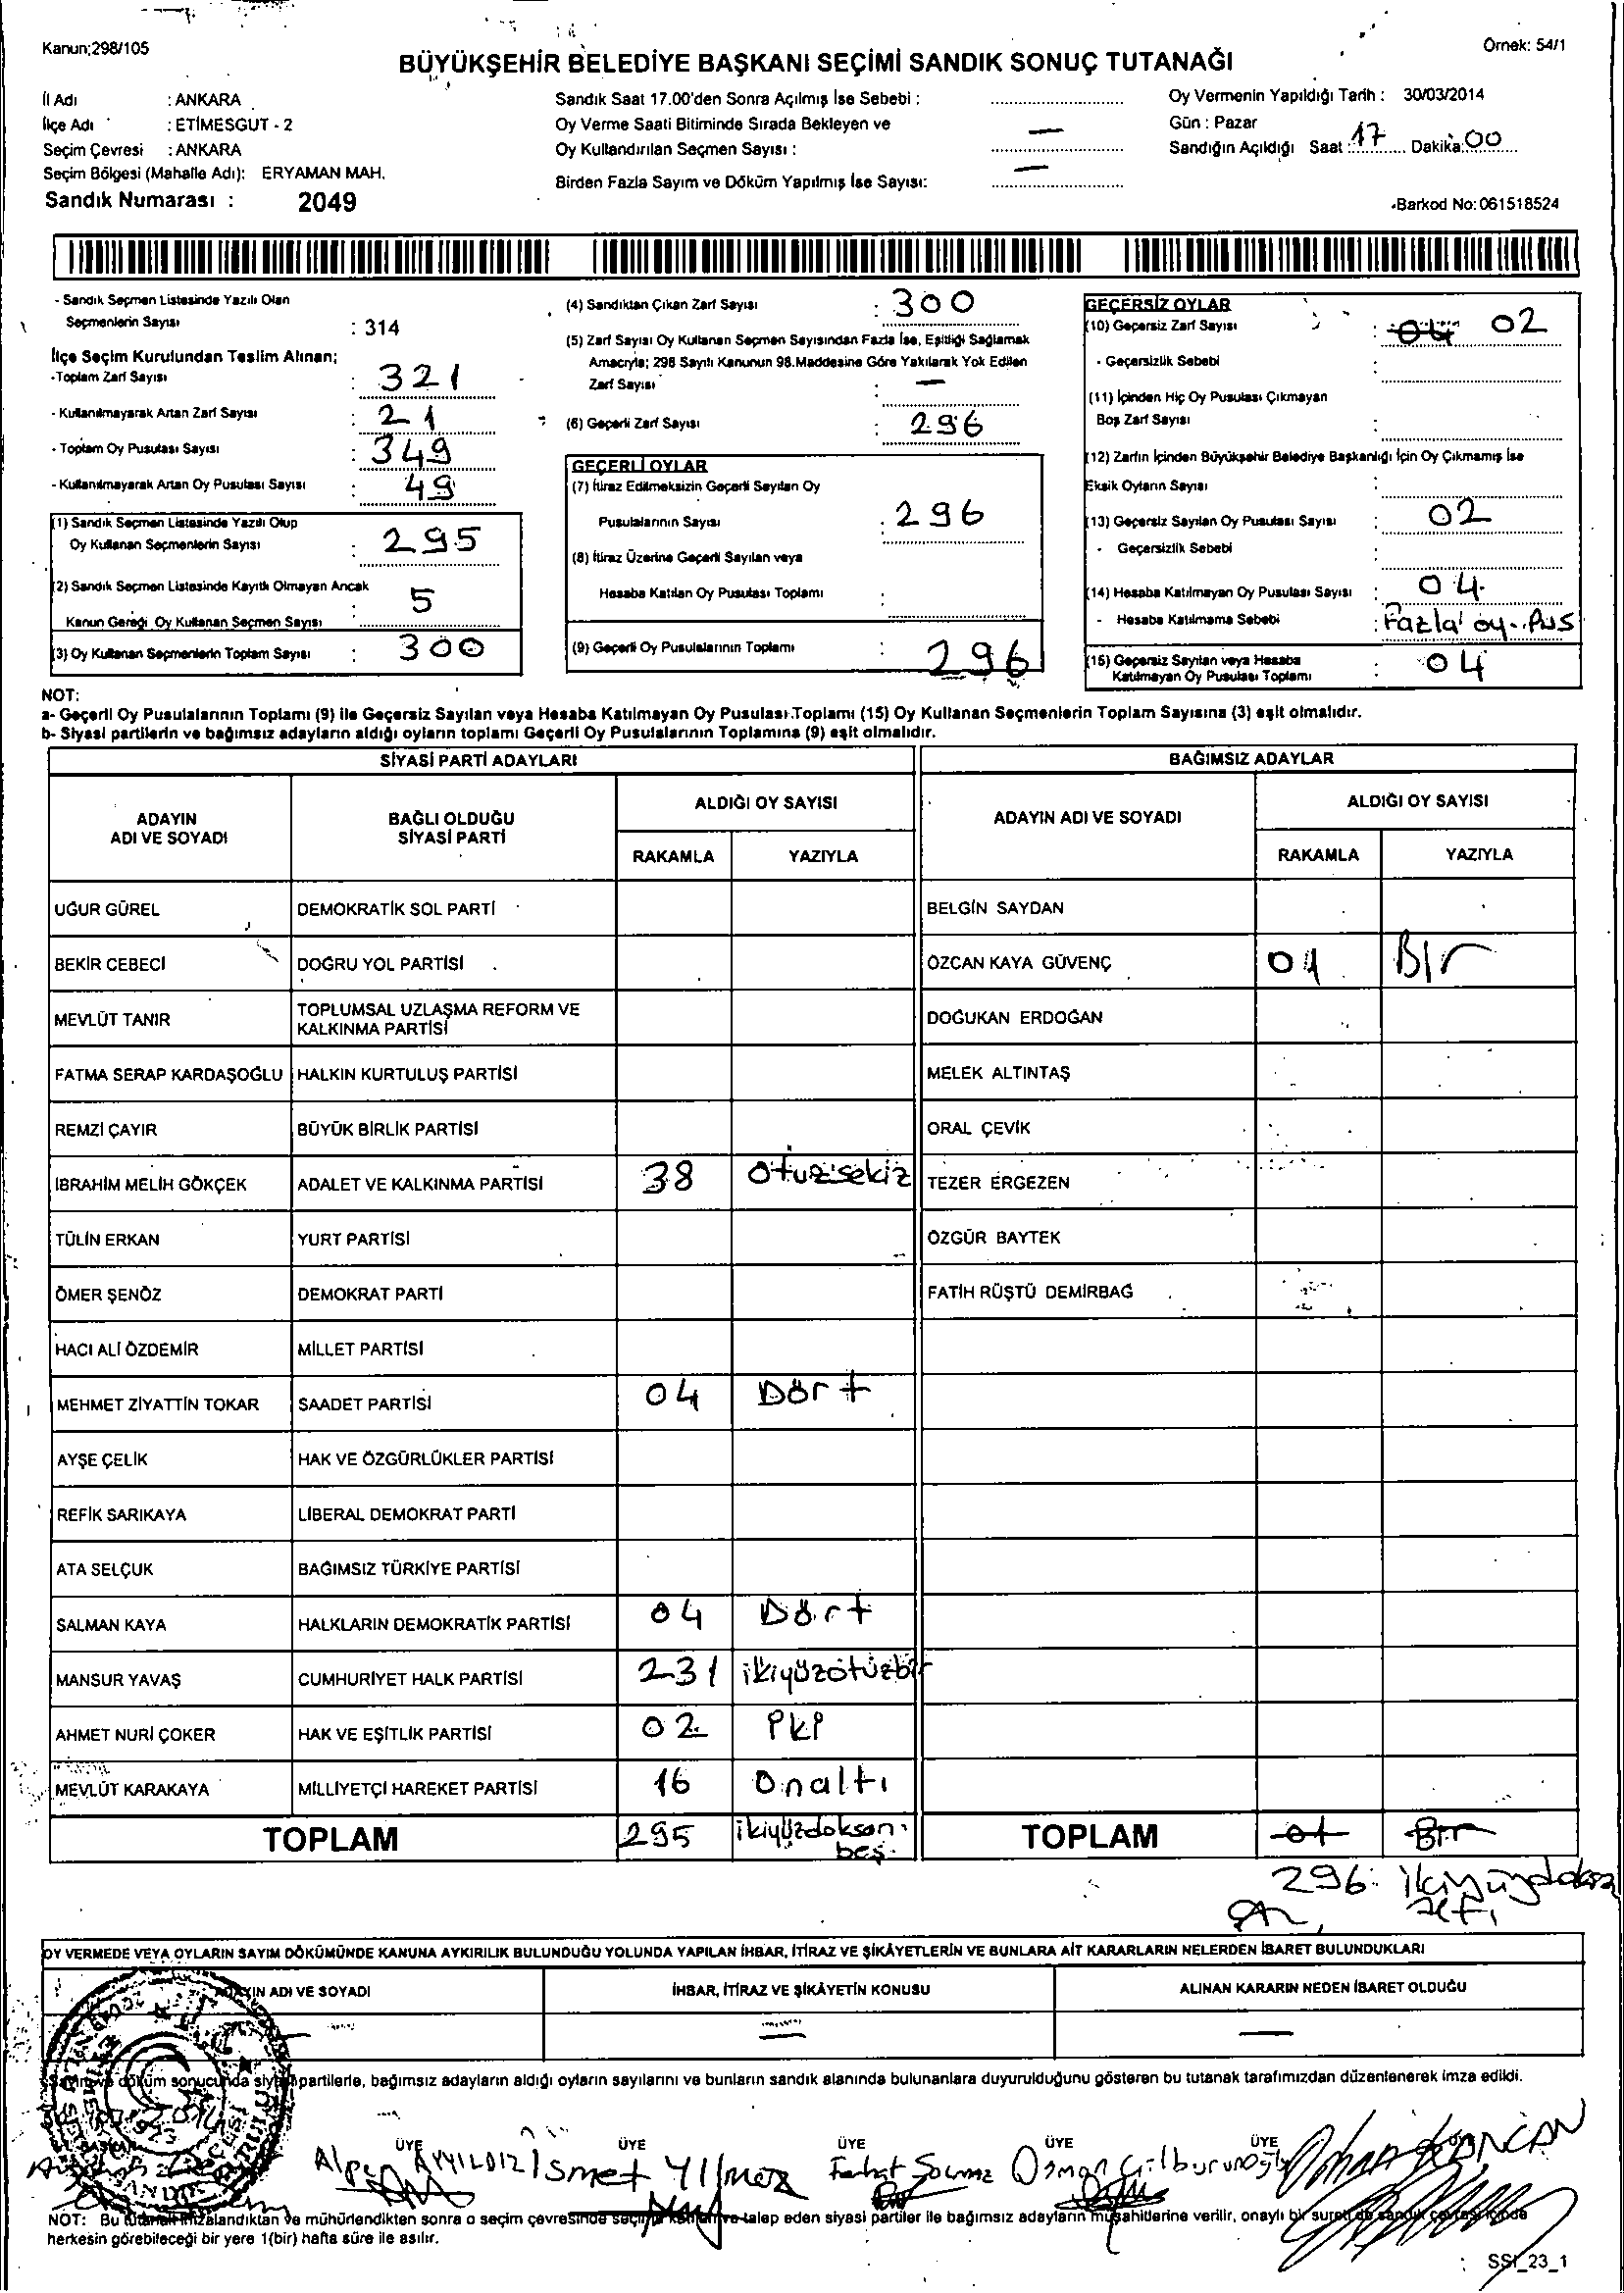 Kanun;298/105
Örnek: 54/1
BÜYÜKŞEHİR BELEDİYE BAŞKANI SEÇİMİ SANDIK SONUÇ TUTANAĞI
İl Adı : ANKARA
İlçe Adı : ETİMESGUT - 2
Seçim Çevresi : ANKARA
Seçim Bölgesi (Mahalle Adı): ERYAMAN MAH.
Sandık Numarası : 2049
Sandık Saat 17.00'den Sonra Açılmış İse Sebebi :
Oy Verme Saati Bitiminde Sırada Bekleyen ve
Oy Kullandırılan Seçmen Sayısı : —
Birden Fazla Sayım ve Döküm Yapılmış İse Sayısı: —
Oy Vermenin Yapıldığı Tarih : 30/03/2014
Gün : Pazar
Sandığın Açıldığı Saat : 17 Dakika: 00
Barkod No: 061518524
- Sandık Seçmen Listesinde Yazılı Olan
Seçmenlerin Sayısı : 314
İlçe Seçim Kurulundan Teslim Alınan;
-Toplam Zarf Sayısı : 321
- Kullanılmayarak Artan Zarf Sayısı : 21
- Toplam Oy Pusulası Sayısı : 349
- Kullanılmayarak Artan Oy Pusulası Sayısı : 49
(1) Sandık Seçmen Listesinde Yazılı Olup
Oy Kullanan Seçmenlerin Sayısı : 295
(2) Sandık Seçmen Listesinde Kayıtlı Olmayan Ancak
Kanun Gereği Oy Kullanan Seçmen Sayısı : 5
(3) Oy Kullanan Seçmenlerin Toplam Sayısı : 300
(4) Sandıktan Çıkan Zarf Sayısı : 300
(5) Zarf Sayısı Oy Kullanan Seçmen Sayısından Fazla İse, Eşitliği Sağlamak
Amacıyla; 298 Sayılı Kanunun 98.Maddesine Göre Yakılarak Yok Edilen
Zarf Sayısı : —
(6) Geçerli Zarf Sayısı : 296
GEÇERLİ OYLAR
(7) İtiraz Edilmeksizin Geçerli Sayılan Oy
Pusulalarının Sayısı : 296
(8) İtiraz Üzerine Geçerli Sayılan veya
Hesaba Katılan Oy Pusulası Toplamı :
(9) Geçerli Oy Pusulalarının Toplamı : 296
GEÇERSİZ OYLAR
(10) Geçersiz Zarf Sayısı : 04 02
- Geçersizlik Sebebi :
(11) İçinden Hiç Oy Pusulası Çıkmayan
Boş Zarf Sayısı :
(12) Zarfın İçinden Büyükşehir Belediye Başkanlığı İçin Oy Çıkmamış İse
Eksik Oyların Sayısı :
(13) Geçersiz Sayılan Oy Pusulası Sayısı : 02
- Geçersizlik Sebebi :
(14) Hesaba Katılmayan Oy Pusulası Sayısı : 04
- Hesaba Katılmama Sebebi : Fazla oy Pus
(15) Geçersiz Sayılan veya Hesaba
Katılmayan Oy Pusulası Toplamı : 04
NOT:
a- Geçerli Oy Pusulalarının Toplamı (9) ile Geçersiz Sayılan veya Hesaba Katılmayan Oy Pusulası Toplamı (15) Oy Kullanan Seçmenlerin Toplam Sayısına (3) eşit olmalıdır.
b- Siyasi partilerin ve bağımsız adayların aldığı oyların toplamı Geçerli Oy Pusulalarının Toplamına (9) eşit olmalıdır.
SİYASİ PARTİ ADAYLARI BAĞIMSIZ ADAYLAR
ADAYIN ADI VE SOYADI BAĞLI OLDUĞU SİYASİ PARTİ ALDIĞI OY SAYISI ADAYIN ADI VE SOYADI ALDIĞI OY SAYISI
RAKAMLA YAZIYLA RAKAMLA YAZIYLA
UĞUR GÜREL DEMOKRATİK SOL PARTİ BELGİN SAYDAN
BEKİR CEBECİ DOĞRU YOL PARTİSİ ÖZCAN KAYA GÜVENÇ 01 Bir
MEVLÜT TANIR TOPLUMSAL UZLAŞMA REFORM VE KALKINMA PARTİSİ DOĞUKAN ERDOĞAN
FATMA SERAP KARDAŞOĞLU HALKIN KURTULUŞ PARTİSİ MELEK ALTINTAŞ
REMZİ ÇAYIR BÜYÜK BİRLİK PARTİSİ ORAL ÇEVİK
İBRAHİM MELİH GÖKÇEK ADALET VE KALKINMA PARTİSİ 38 otuzsekiz TEZER ERGEZEN
TÜLİN ERKAN YURT PARTİSİ ÖZGÜR BAYTEK
ÖMER ŞENÖZ DEMOKRAT PARTİ FATİH RÜŞTÜ DEMİRBAĞ
HACI ALİ ÖZDEMİR MİLLET PARTİSİ
MEHMET ZİYATTİN TOKAR SAADET PARTİSİ 04 Dört
AYŞE ÇELİK HAK VE ÖZGÜRLÜKLER PARTİSİ
REFİK SARIKAYA LİBERAL DEMOKRAT PARTİ
ATA SELÇUK BAĞIMSIZ TÜRKİYE PARTİSİ
SALMAN KAYA HALKLARIN DEMOKRATİK PARTİSİ 04 Dört
MANSUR YAVAŞ CUMHURİYET HALK PARTİSİ 231 ikiyüzotuzbir
AHMET NURİ ÇOKER HAK VE EŞİTLİK PARTİSİ 02 İki
MEVLÜT KARAKAYA MİLLİYETÇİ HAREKET PARTİSİ 16 Onaltı
TOPLAM 295 ikiyüzdoksan beş. TOPLAM 01 Bir
296 ikiyüzdoksan altı
OY VERMEDE VEYA OYLARIN SAYIM DÖKÜMÜNDE KANUNA AYKIRILIK BULUNDUĞU YOLUNDA YAPILAN İHBAR, İTİRAZ VE ŞİKÂYETLERİN VE BUNLARA AİT KARARLARIN NELERDEN İBARET BULUNDUKLARI
ADI VE SOYADI İHBAR, İTİRAZ VE ŞİKÂYETİN KONUSU ALINAN KARARIN NEDEN İBARET OLDUĞU
— — —
döküm sonucunda siyasi partilerle, bağımsız adayların aldığı oyların sayılarını ve bunların sandık alanında bulunanlara duyurulduğunu gösteren bu tutanak tarafımızdan düzenlenerek imza edildi.
BAŞKAN ÜYE ÜYE ÜYE ÜYE ÜYE
Alper AYYILDIZ İsmet Yılmaz Ferhat Solmaz Osman Gülburunoğlu Orhan
NOT: Bu tutanak imzalandıktan ve mühürlendikten sonra o seçim çevresinde seçime katılan ve talep eden siyasi partiler ile bağımsız adayların müşahitlerine verilir, onaylı bir sureti de sandık çevresi içinde
herkesin görebileceği bir yere 1(bir) hafta süre ile asılır.
SSI_23_1